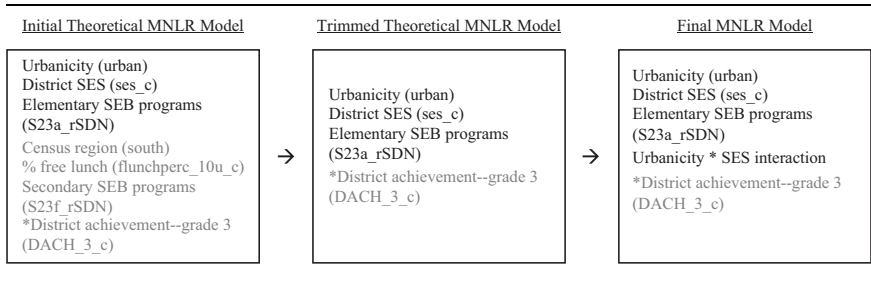 Initial Theoretical MNLR Model
Urbanicity (urban)
District SES (ses_c)
Elementary SEB programs
(S23a_rSDN)
Census region (south)
% free lunch (flunchperc_10u_c)
Secondary SEB programs
(S23f_rSDN)
*District achievement--grade 3
(DACH_3_c)
→
Trimmed Theoretical MNLR Model
Urbanicity (urban)
District SES (ses_c)
Elementary SEB programs
(S23a_rSDN)
*District achievement--grade 3
(DACH_3_c)
→
Final MNLR Model
Urbanicity (urban)
District SES (ses_c)
Elementary SEB programs
(S23a_rSDN)
Urbanicity * SES interaction
*District achievement--grade 3
(DACH_3_c)